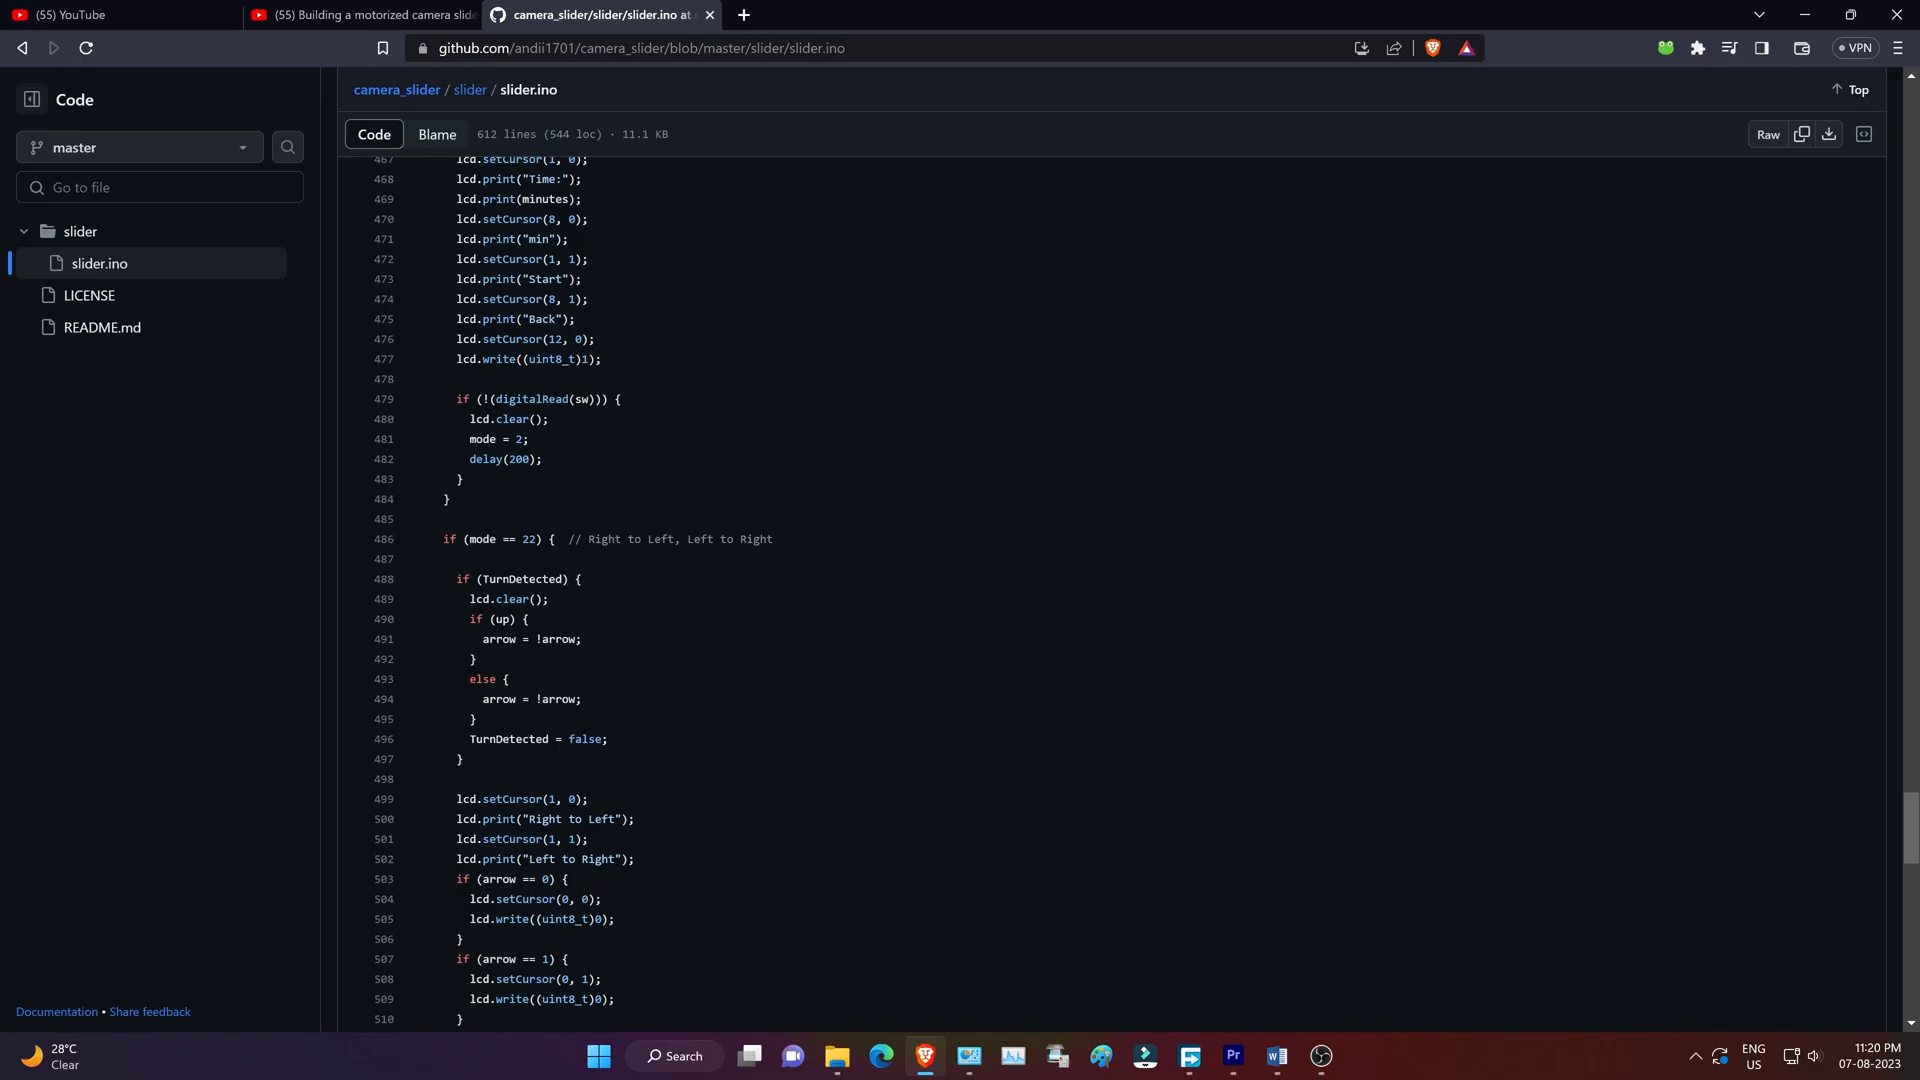 (55) YouTube
(55) Building a motorized camera slide
camera_slider/slider/slider.ino at
github.com/andii1701/camera_slider/blob/master/slider/slider.ino
VPN
Code
master
Go to file
slider
slider.ino
LICENSE
README.md
Documentation • Share feedback
camera_slider / slider / slider.ino
Top
Code
Blame
612 lines (544 loc) · 11.1 KB
Raw
467 lcd.setCursor(1, 0);
468 lcd.print("Time:");
469 lcd.print(minutes);
470 lcd.setCursor(8, 0);
471 lcd.print("min");
472 lcd.setCursor(1, 1);
473 lcd.print("Start");
474 lcd.setCursor(8, 1);
475 lcd.print("Back");
476 lcd.setCursor(12, 0);
477 lcd.write((uint8_t)1);
478
479 if (!(digitalRead(sw))) {
480 lcd.clear();
481 mode = 2;
482 delay(200);
483 }
484 }
485
486 if (mode == 22) { // Right to Left, Left to Right
487
488 if (TurnDetected) {
489 lcd.clear();
490 if (up) {
491 arrow = !arrow;
492 }
493 else {
494 arrow = !arrow;
495 }
496 TurnDetected = false;
497 }
498
499 lcd.setCursor(1, 0);
500 lcd.print("Right to Left");
501 lcd.setCursor(1, 1);
502 lcd.print("Left to Right");
503 if (arrow == 0) {
504 lcd.setCursor(0, 0);
505 lcd.write((uint8_t)0);
506 }
507 if (arrow == 1) {
508 lcd.setCursor(0, 1);
509 lcd.write((uint8_t)0);
510 }
28°C
Clear
Search
Pr
ENG
US
11:20 PM
07-08-2023